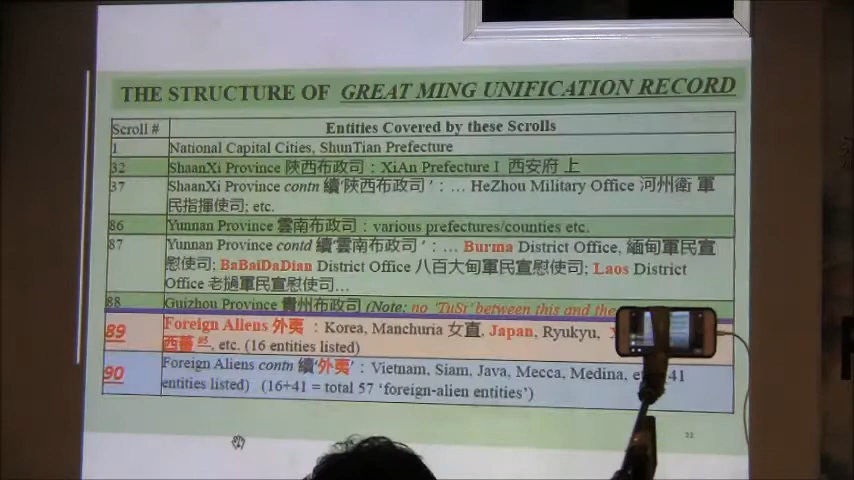 THE STRUCTURE OF GREAT MING UNIFICATION RECORD
Scroll # Entities Covered by these Scrolls
1 National Capital Cities, ShunTian Prefecture
32 ShaanXi Province 陝西布政司 : XiAn Prefecture I 西安府 上
37 ShaanXi Province contn 續'陝西布政司' : … HeZhou Military Office 河州衛 軍
民指揮使司; etc.
86 Yunnan Province 雲南布政司 : various prefectures/counties etc.
87 Yunnan Province contd 續'雲南布政司' : … Burma District Office, 緬甸軍民宣
慰使司; BaBaiDaDian District Office 八百大甸軍民宣慰使司; Laos District
Office 老撾軍民宣慰使司…
88 Guizhou Province 貴州布政司 (Note: no 'TuSi' between this and the
89 Foreign Aliens 外夷 : Korea, Manchuria 女直, Japan, Ryukyu,
西蕃 etc. (16 entities listed)
90 Foreign Aliens contn 續'外夷' : Vietnam, Siam, Java, Mecca, Medina, 41
entities listed) (16+41 = total 57 'foreign-alien entities')